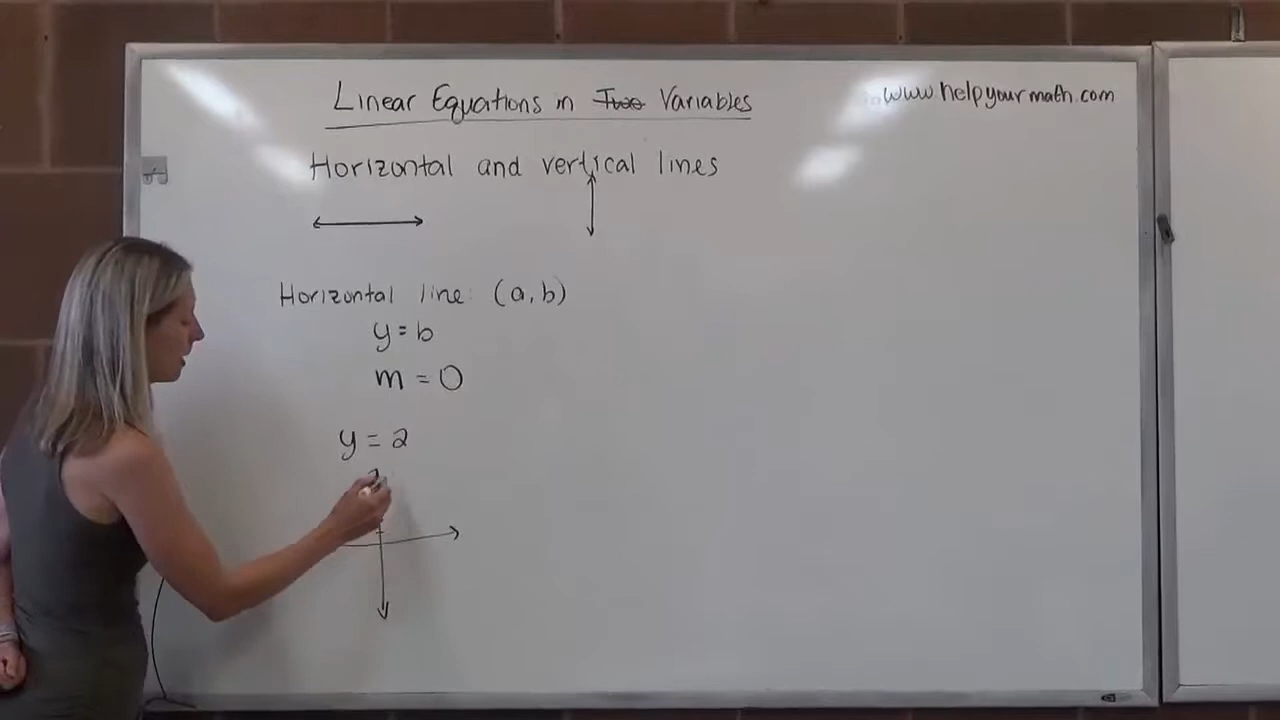 Linear Equations in Two Variables
www.helpyourmath.com
Horizontal and vertical lines
Horizontal line: (a, b)
y = b
m = 0
y = 2